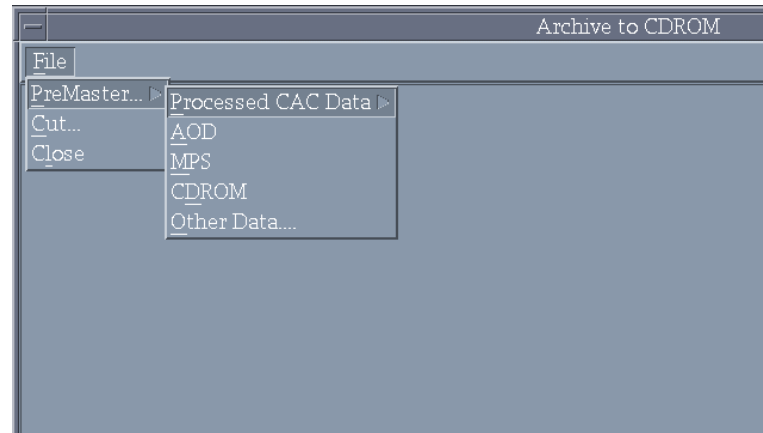 Archive to CDROM
File
PreMaster...
Cut...
Close
Processed CAC Data
AOD
MPS
CDROM
Other Data....